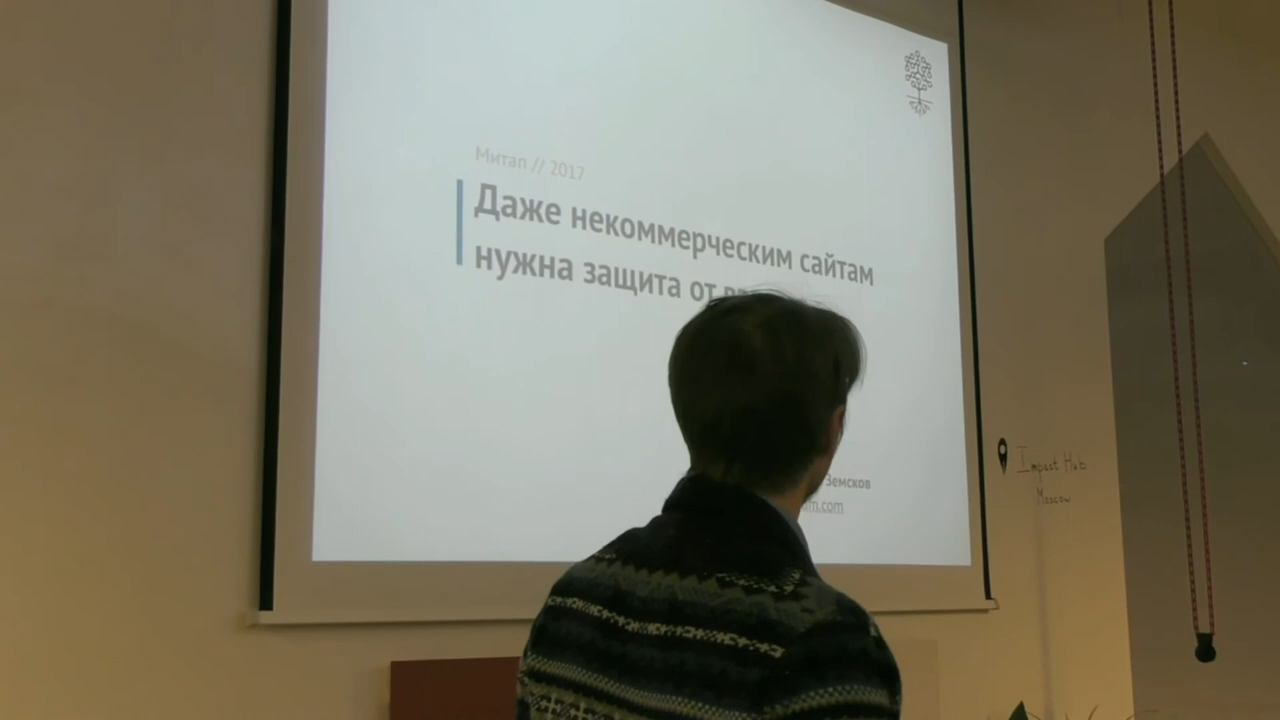 Митап // 2017
Даже некоммерческим сайтам
нужна защита от
Земсков
m.com
Impact Hub
Moscow